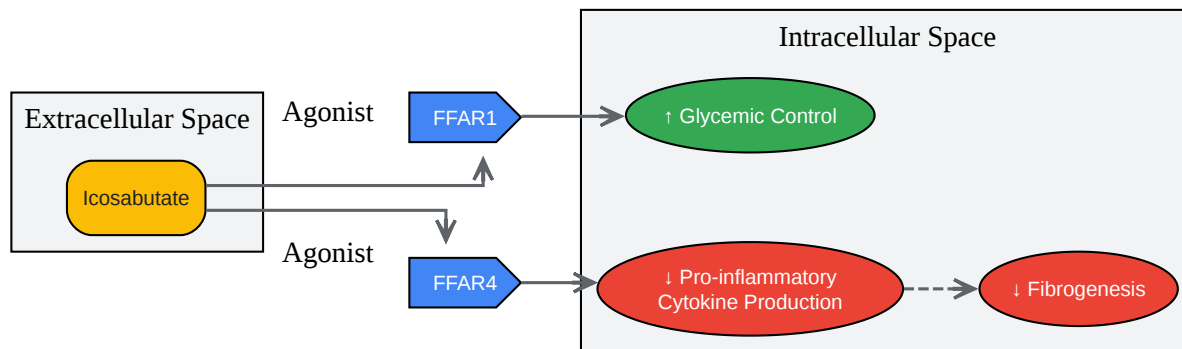 Intracellular Space
Extracellular Space
Agonist
FFAR1
↑ Glycemic Control
Icosabutate
Agonist
FFAR4
↓ Pro-inflammatory
Cytokine Production
↓ Fibrogenesis